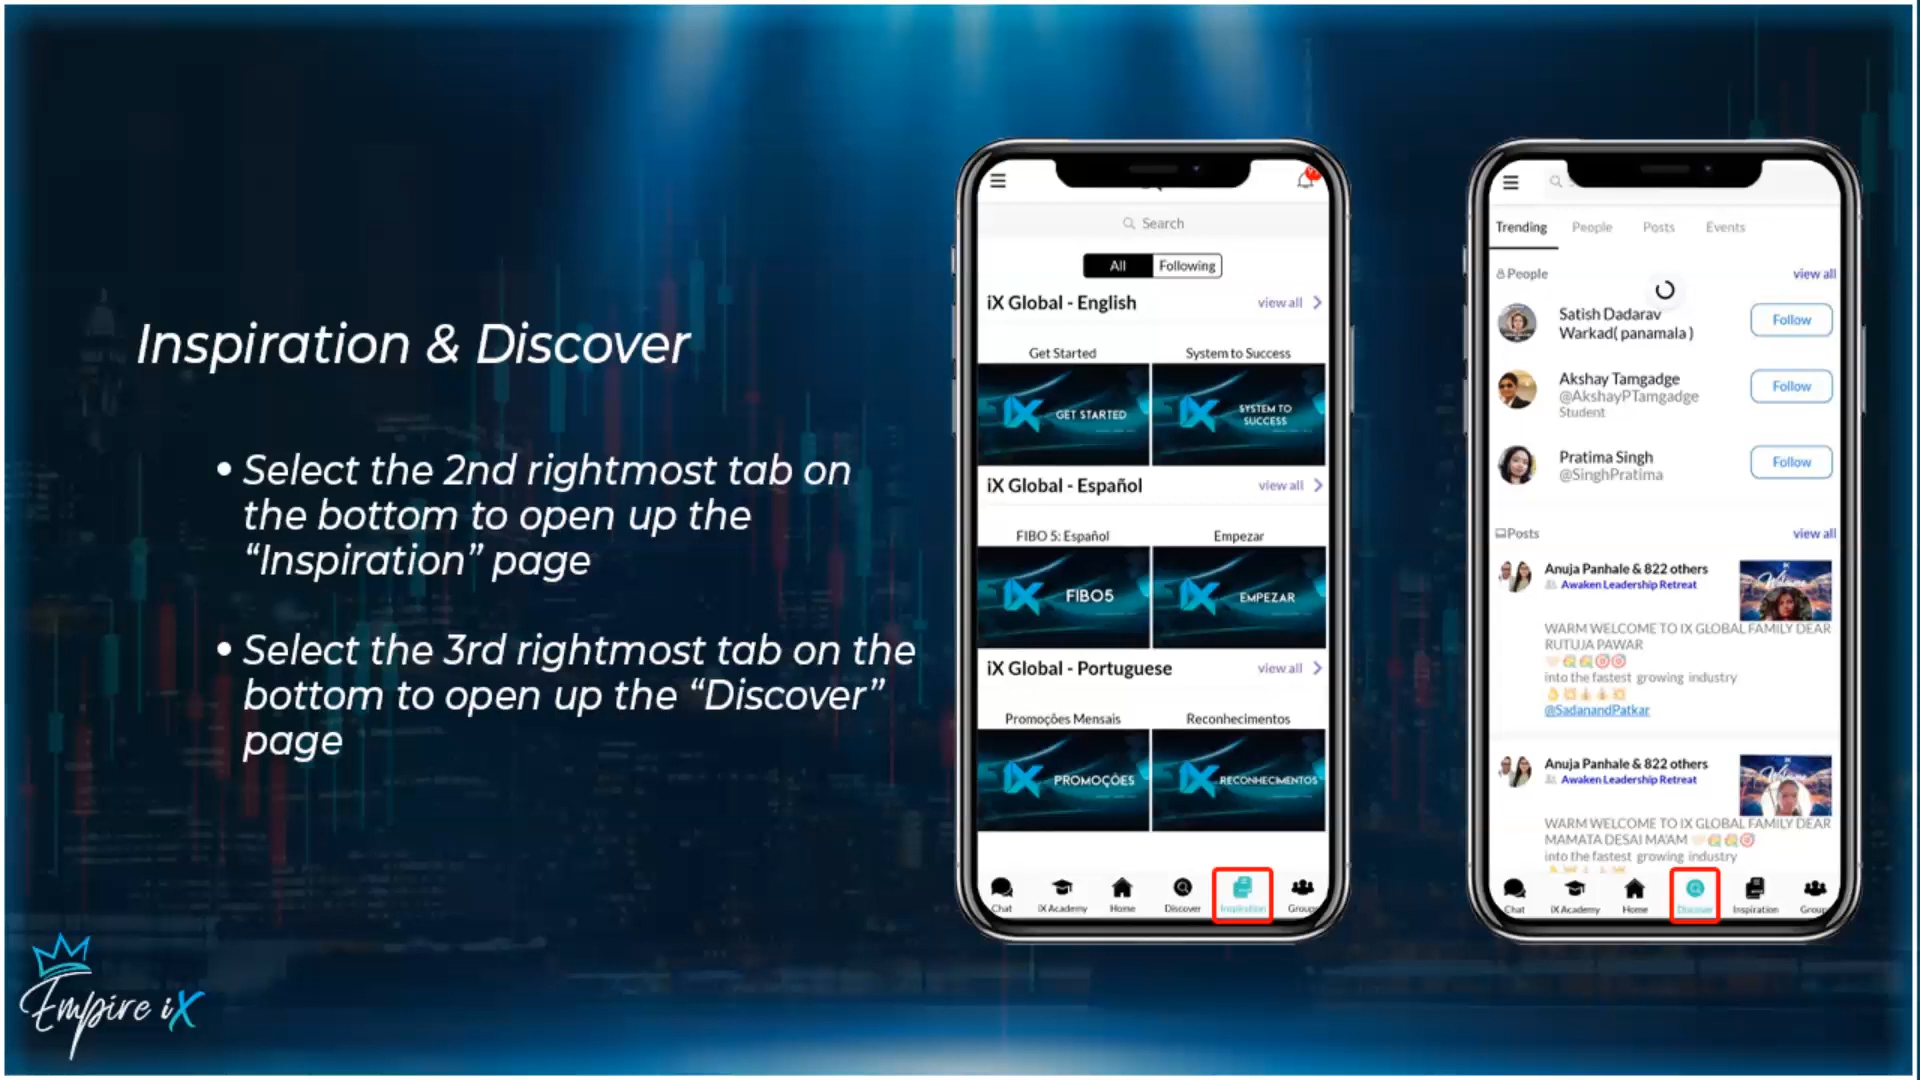 Inspiration & Discover
• Select the 2nd rightmost tab on
the bottom to open up the
“Inspiration” page
• Select the 3rd rightmost tab on the
bottom to open up the “Discover”
page
Empire iX
Search
All
Following
iX Global - English
view all
Get Started
System to Success
GET STARTED
SYSTEM TO
SUCCESS
iX Global - Español
view all
FIBO 5: Español
Empezar
FIBO5
EMPEZAR
iX Global - Portuguese
view all
Promoções Mensais
Reconhecimentos
PROMOÇÕES
RECONHECIMENTOS
Chat
iX Academy
Home
Discover
Inspiration
Group
Trending
People
Posts
Events
People
view all
Satish Dadarav
Warkad( panamala )
Follow
Akshay Tamgadge
@AkshayPTamgadge
Student
Follow
Pratima Singh
@SinghPratima
Follow
Posts
view all
Anuja Panhale & 822 others
Awaken Leadership Retreat
Welcome
WARM WELCOME TO IX GLOBAL FAMILY DEAR
RUTUJA PAWAR
into the fastest growing industry
@SadanandPatkar
Anuja Panhale & 822 others
Awaken Leadership Retreat
Welcome
WARM WELCOME TO IX GLOBAL FAMILY DEAR
MAMATA DESAI MA'AM
into the fastest growing industry
Chat
iX Academy
Home
Discover
Inspiration
Group